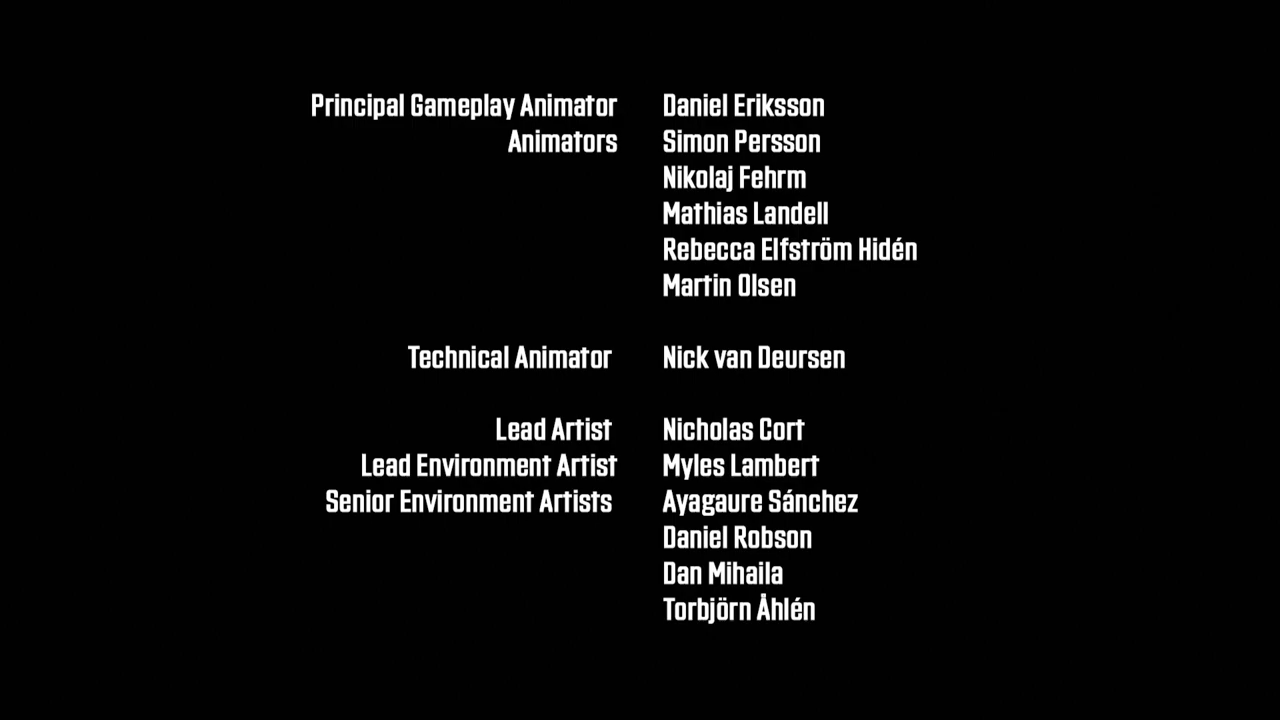 Principal Gameplay Animator Daniel Eriksson
Animators Simon Persson
Nikolaj Fehrm
Mathias Landell
Rebecca Elfström Hidén
Martin Olsen
Technical Animator Nick van Deursen
Lead Artist Nicholas Cort
Lead Environment Artist Myles Lambert
Senior Environment Artists Ayagaure Sánchez
Daniel Robson
Dan Mihaila
Torbjörn Åhlén